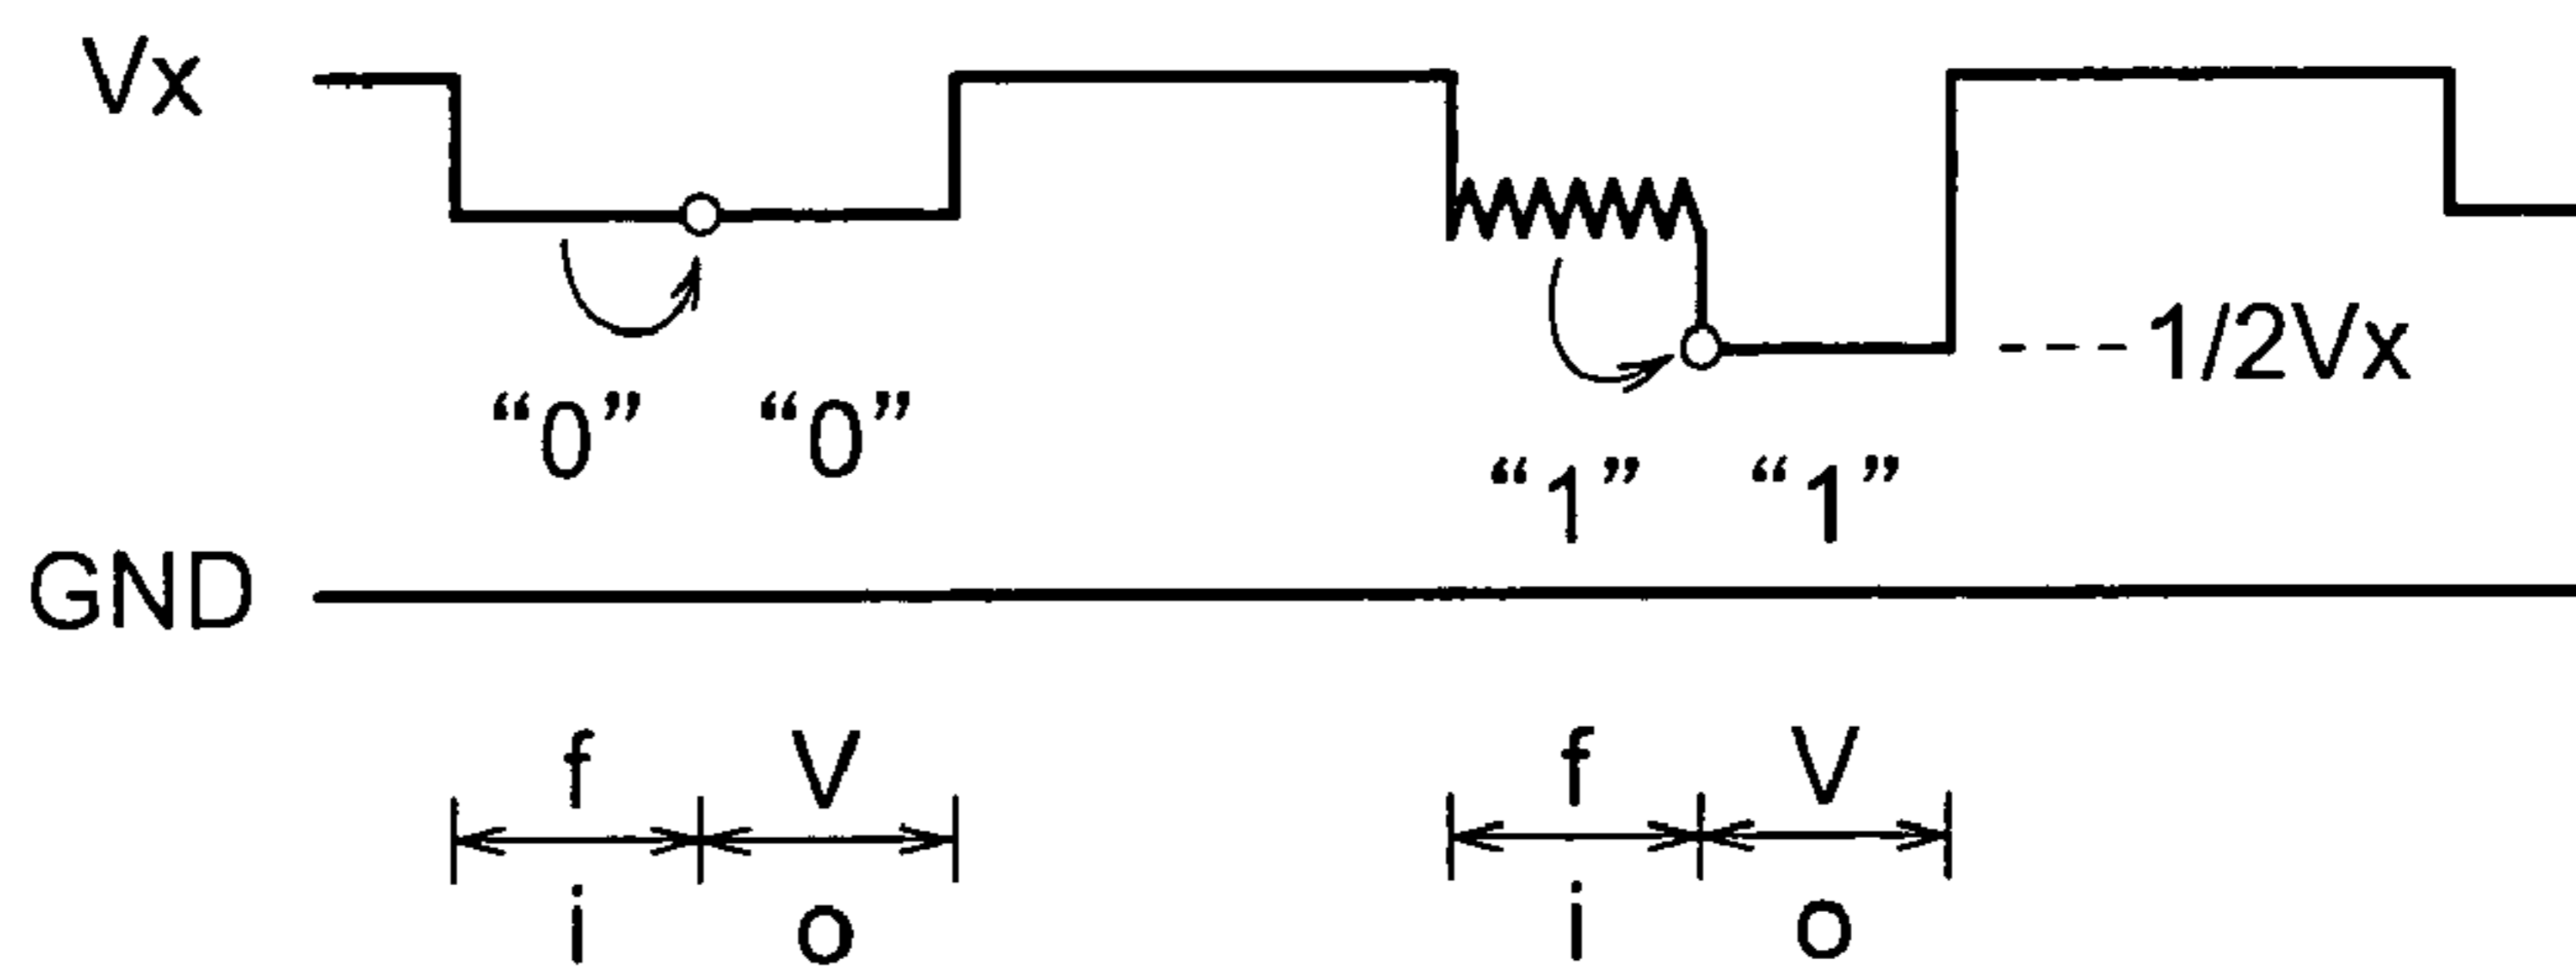 Vx
---1/2Vx
“0” “0”
“1” “1”
GND
f V f V
i o i o